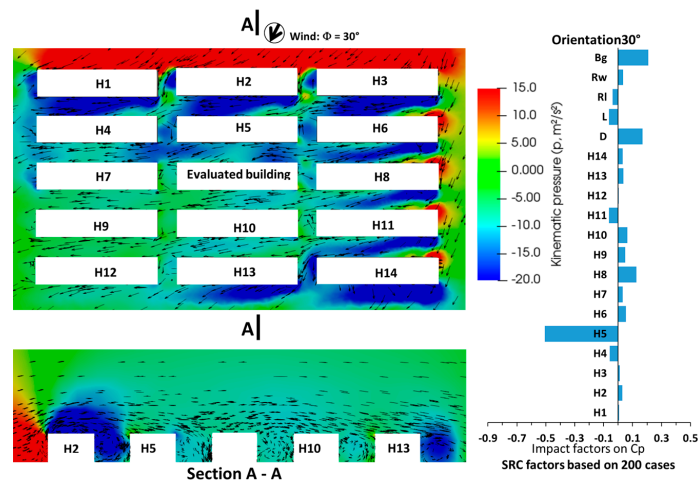 A
Wind: Φ = 30°
H1 H2 H3
H4 H5 H6
H7 Evaluated building H8
H9 H10 H11
H12 H13 H14
A
H2 H5 H10 H13
Section A - A
15.0
10.0
5.0
0.000
-5.0
-10.0
-15.0
-20.0
Kinematic pressure (p, m²/s²)
Orientation30°
Bg
Rw
Rl
L
D
H14
H13
H12
H11
H10
H9
H8
H7
H6
H5
H4
H3
H2
H1
-0.9 -0.7 -0.5 -0.3 -0.1 0.1 0.3 0.5
Impact factors on Cp
SRC factors based on 200 cases